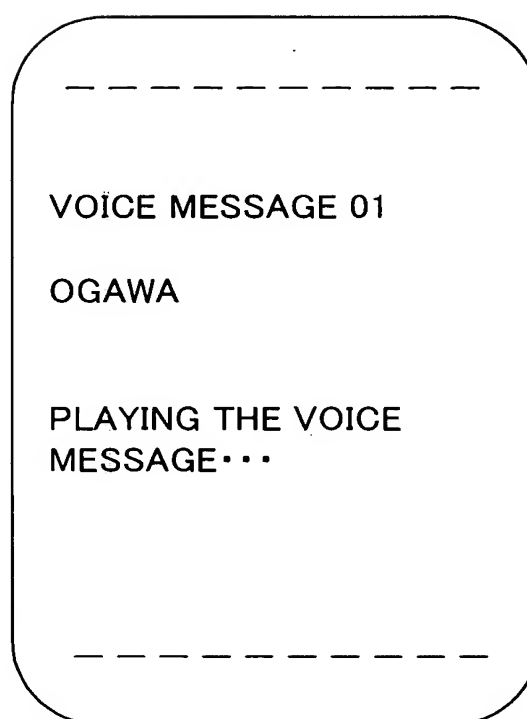 VOICE MESSAGE 01
OGAWA
PLAYING THE VOICE
MESSAGE・・・